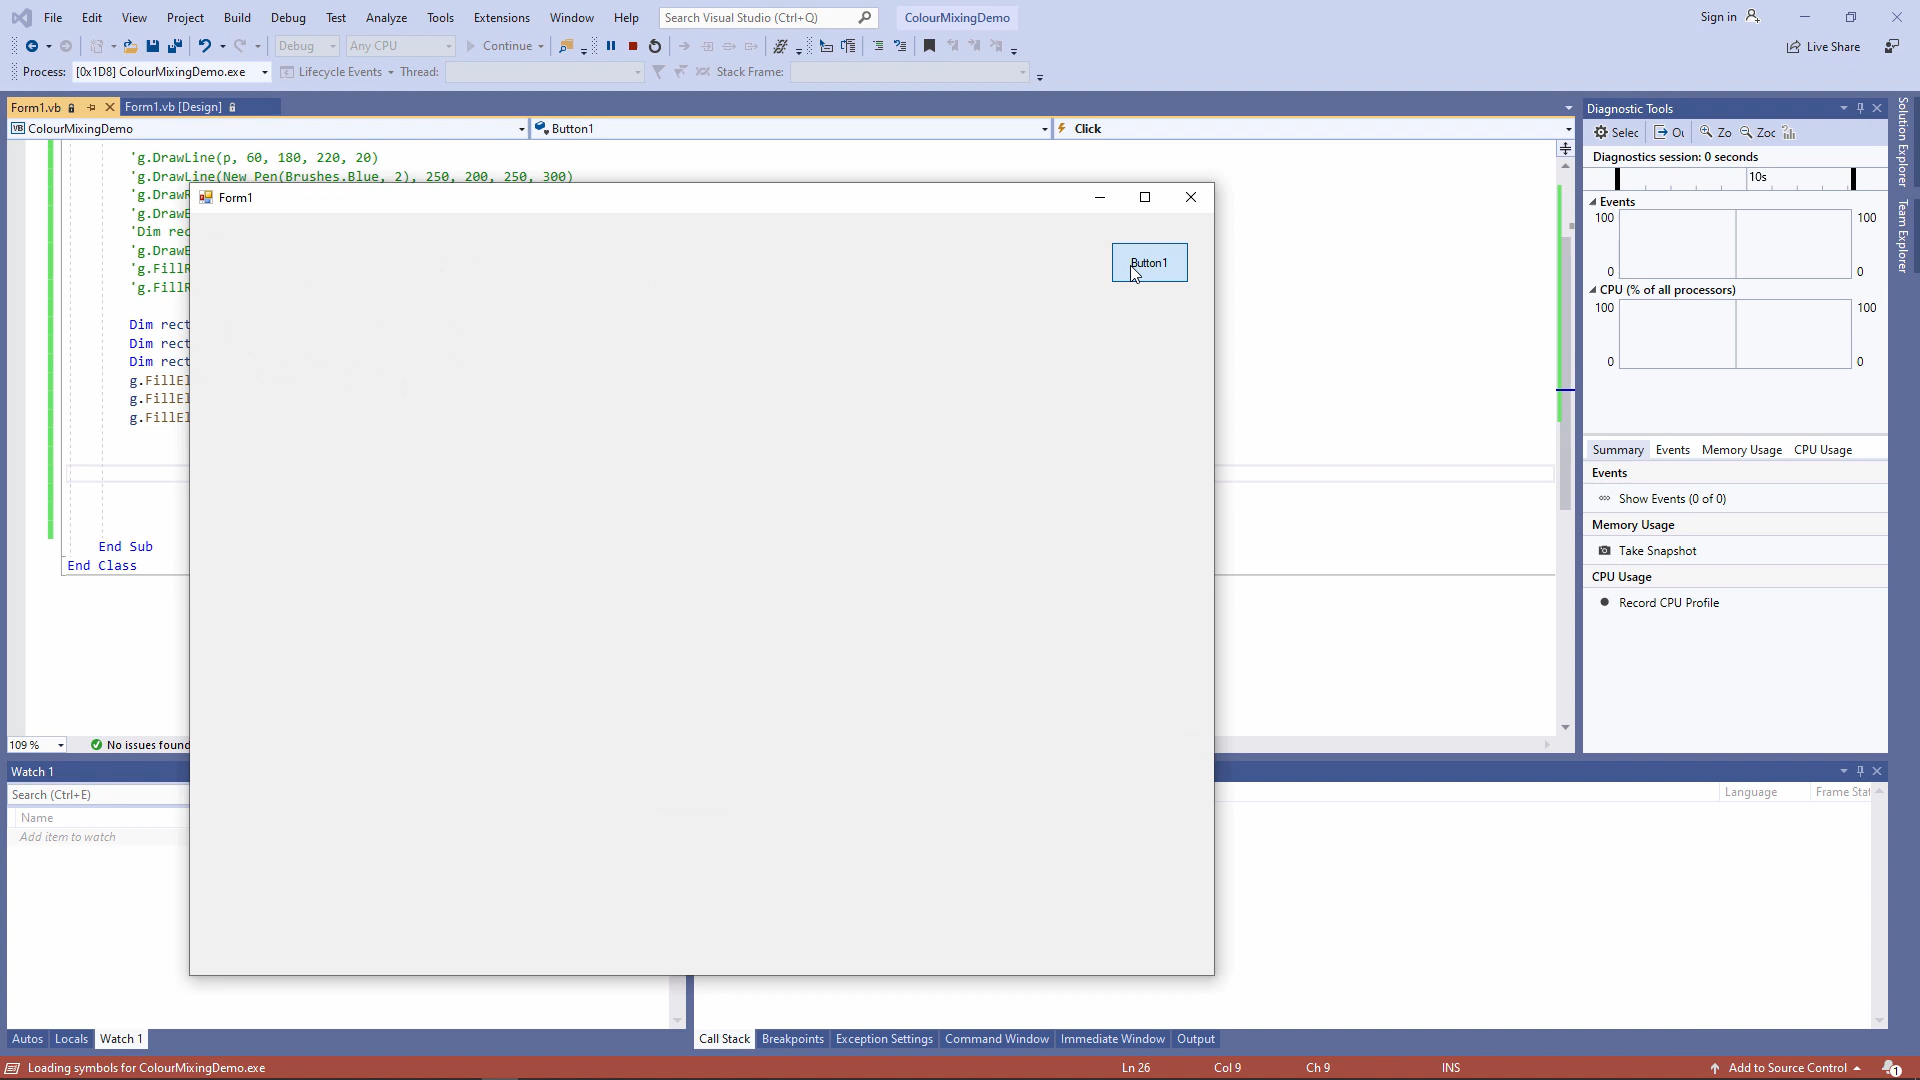 File Edit View Project Build Debug Test Analyze Tools Extensions Window Help Search Visual Studio (Ctrl+Q) ColourMixingDemo Sign in
Debug Any CPU Continue Live Share
Process: [0x1D8] ColourMixingDemo.exe Lifecycle Events Thread: Stack Frame:
Form1.vb Form1.vb [Design]
VB ColourMixingDemo Button1 Click
'g.DrawLine(p, 60, 180, 220, 20)
'g.DrawLine(New Pen(Brushes.Blue, 2), 250, 200, 250, 300)
'g.DrawR
'g.DrawE
'Dim rec
'g.DrawE
'g.FillR
'g.FillR
Dim rect
Dim rect
Dim rect
g.FillEl
g.FillEl
g.FillEl
End Sub
End Class
109 % No issues found
Form1
Button1
Diagnostic Tools
Selec Ou Zo Zoc
Diagnostics session: 0 seconds
10s
Events
100 100
0 0
CPU (% of all processors)
100 100
0 0
Summary Events Memory Usage CPU Usage
Events
Show Events (0 of 0)
Memory Usage
Take Snapshot
CPU Usage
Record CPU Profile
Solution Explorer
Team Explorer
Watch 1
Search (Ctrl+E)
Name
Add item to watch
Language Frame Stat
Autos Locals Watch 1
Call Stack Breakpoints Exception Settings Command Window Immediate Window Output
Loading symbols for ColourMixingDemo.exe Ln 26 Col 9 Ch 9 INS Add to Source Control 1